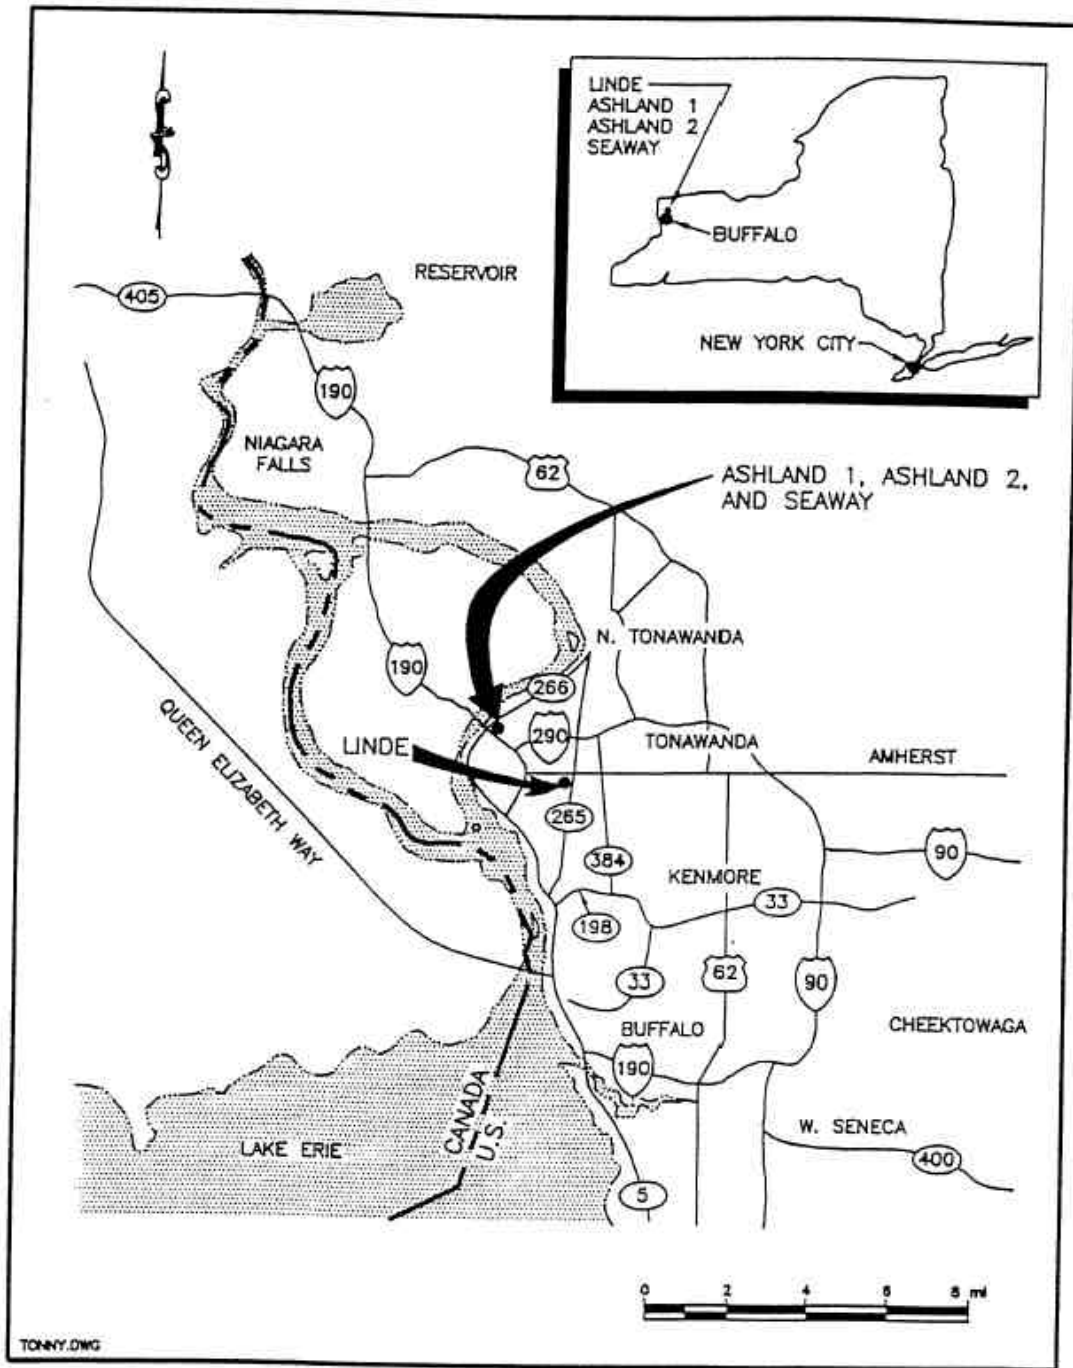 LINDE
ASHLAND 1
ASHLAND 2
SEAWAY
BUFFALO
NEW YORK CITY
RESERVOIR
405
190
NIAGARA
FALLS
62
ASHLAND 1, ASHLAND 2,
AND SEAWAY
N. TONAWANDA
190
266
290
TONAWANDA
LINDE
AMHERST
QUEEN ELIZABETH WAY
265
384
90
KENMORE
33
198
33
62
90
BUFFALO
CHEEKTOWAGA
190
CANADA
U.S.
LAKE ERIE
W. SENECA
400
5
0 2 4 6 8 mi
TONNY.DWG